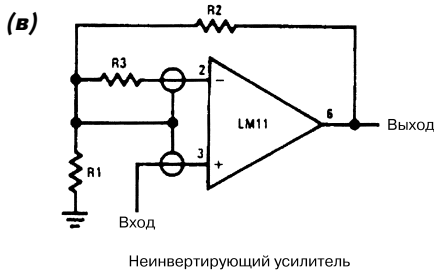 (в)
R2
R3
2
−
LM11
6
Выход
3
+
R1
Вход
Неинвертирующий усилитель